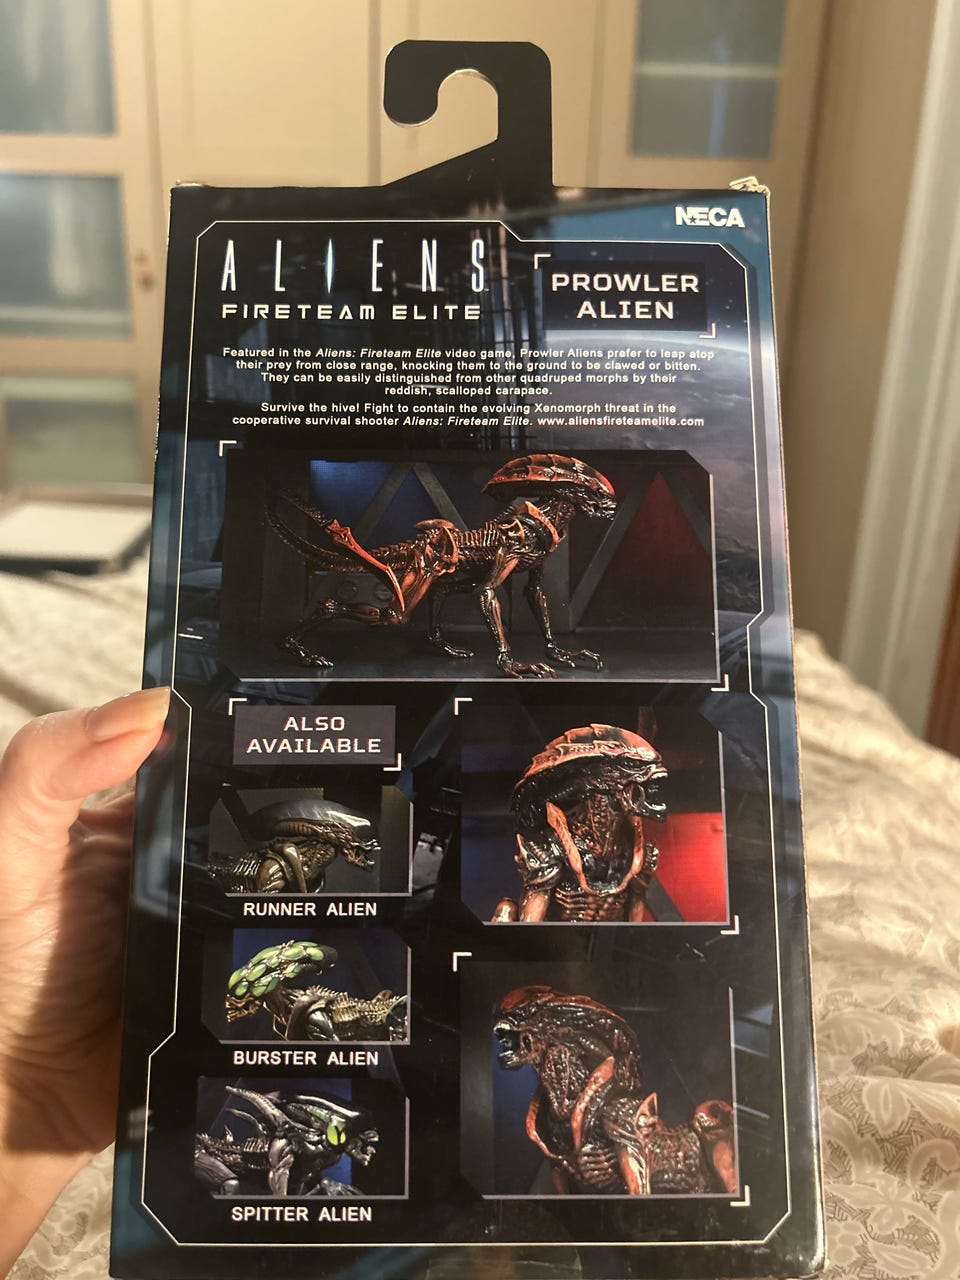 NECA
ALIENS
FIRETEAM ELITE
PROWLER
ALIEN
Featured in the Aliens: Fireteam Elite video game, Prowler Aliens prefer to leap atop
their prey from close range, knocking them to the ground to be clawed or bitten.
They can be easily distinguished from other quadruped morphs by their
reddish, scalloped carapace.
Survive the hive! Fight to contain the evolving Xenomorph threat in the
cooperative survival shooter Aliens: Fireteam Elite. www.aliensfireteamelite.com
ALSO
AVAILABLE
RUNNER ALIEN
BURSTER ALIEN
SPITTER ALIEN